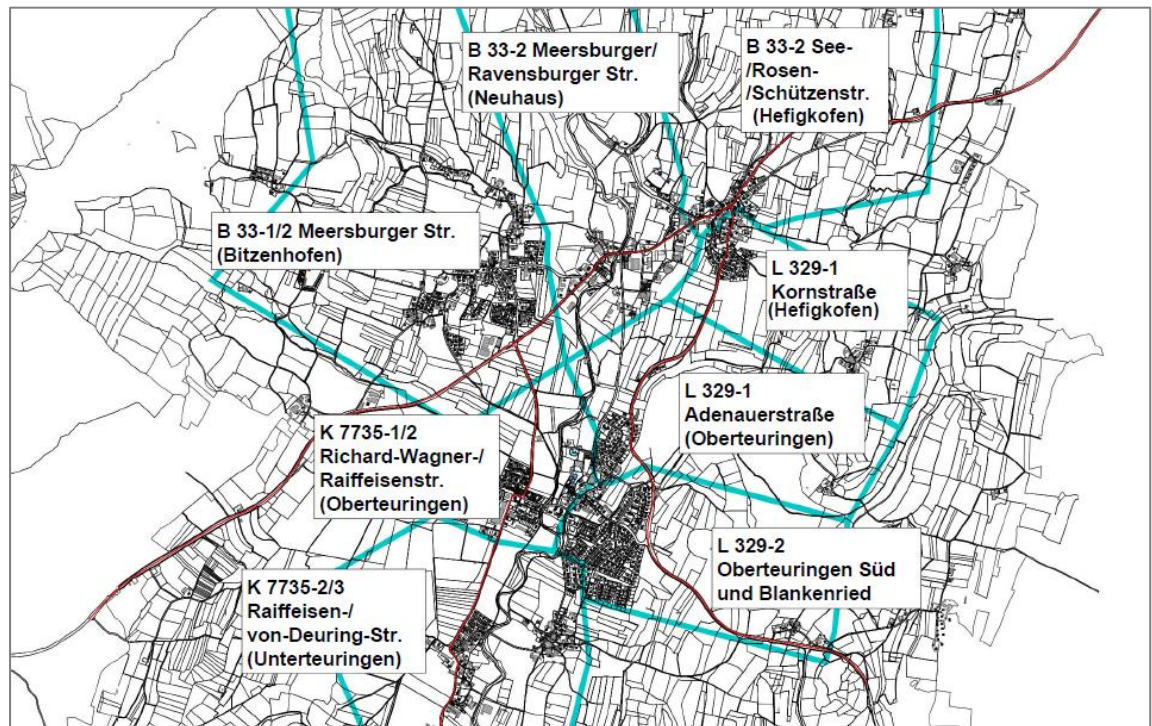 B 33-2 Meersburger/
Ravensburger Str.
(Neuhaus)
B 33-2 See-
/Rosen-
/Schützenstr.
(Hefigkofen)
B 33-1/2 Meersburger Str.
(Bitzenhofen)
L 329-1
Kornstraße
(Hefigkofen)
L 329-1
Adenauerstraße
(Oberteuringen)
K 7735-1/2
Richard-Wagner-/
Raiffeisenstr.
(Oberteuringen)
L 329-2
Oberteuringen Süd
und Blankenried
K 7735-2/3
Raiffeisen-/
von-Deuring-Str.
(Unterteuringen)